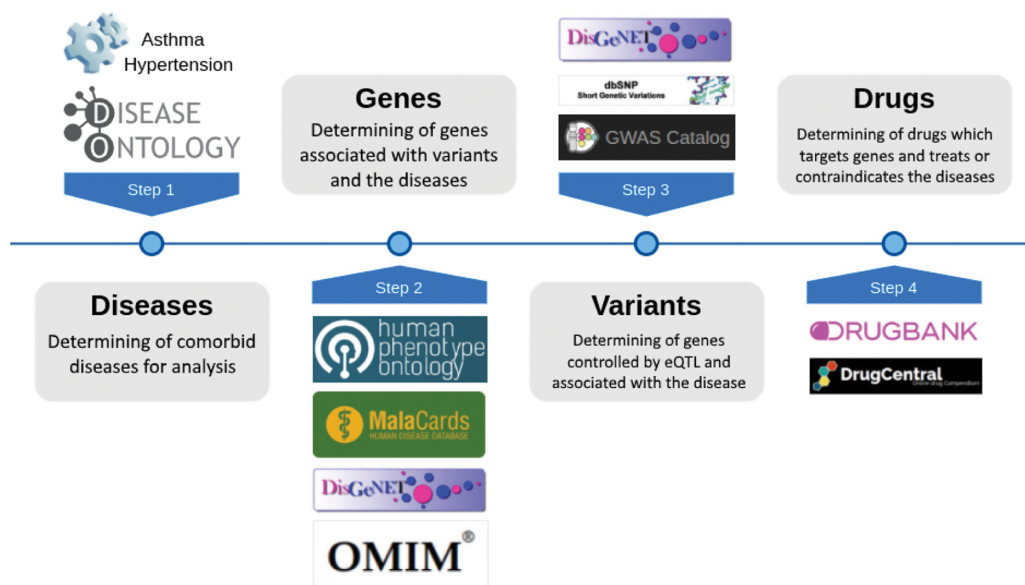 Asthma
Hypertension
DISEASE
ONTOLOGY
Step 1
Diseases
Determining of comorbid
diseases for analysis
Genes
Determining of genes
associated with variants
and the diseases
Step 2
human
phenotype
ontology
MalaCards
HUMAN DISEASE DATABASE
DisGeNET
OMIM®
DisGeNET
dbSNP
Short Genetic Variations
GWAS Catalog
Step 3
Variants
Determining of genes
controlled by eQTL and
associated with the disease
Drugs
Determining of drugs which
targets genes and treats or
contraindicates the diseases
Step 4
DRUGBANK
DrugCentral
Online drug Compendium